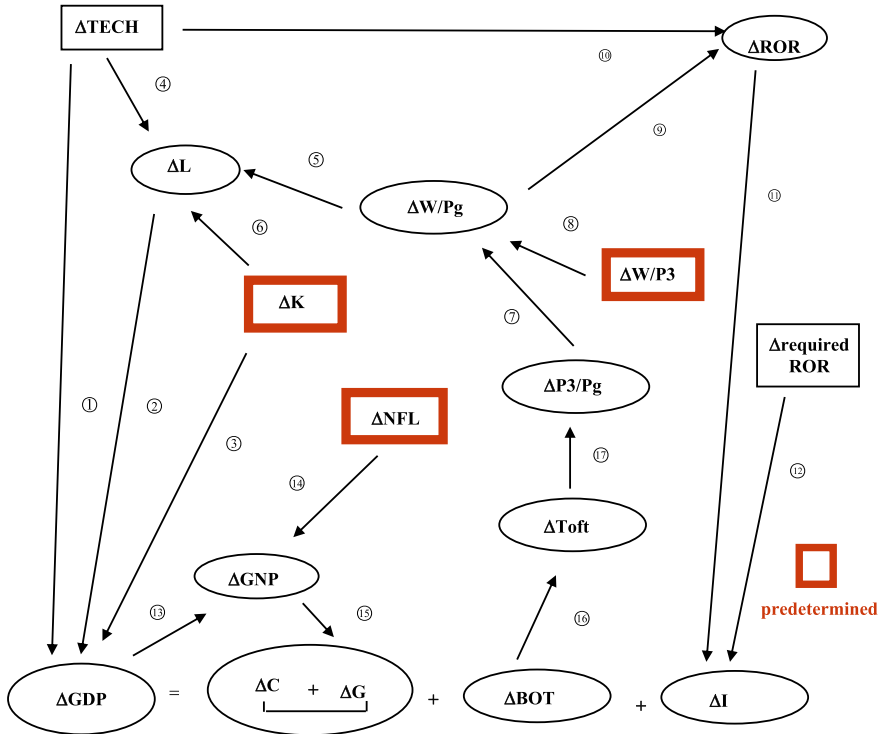 ΔTECH
ΔROR
⑩
④
⑨
⑤
ΔL
⑪
ΔW/Pg
⑥
⑧
ΔW/P3
ΔK
⑦
Δrequired
ROR
ΔP3/Pg
①
②
ΔNFL
③
⑰
⑫
⑭
ΔToft
ΔGNP
predetermined
⑬
⑮
⑯
ΔGDP
=
ΔC + ΔG
+
ΔBOT
+
ΔI